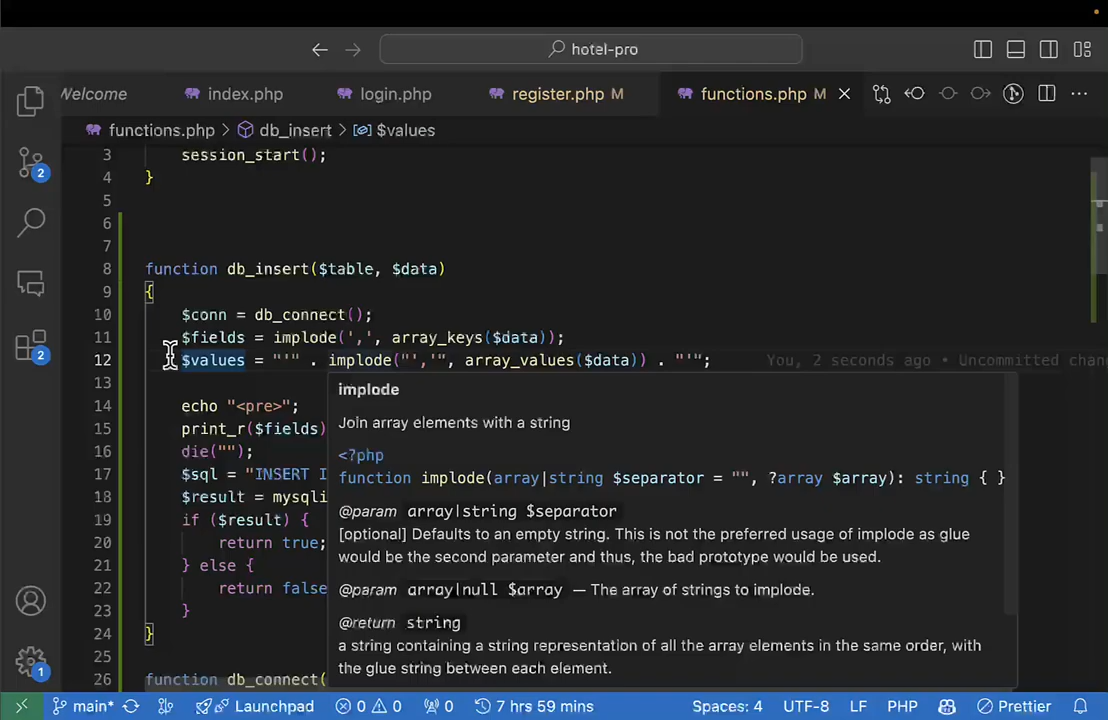 hotel-pro
Welcome index.php login.php register.php M functions.php M
functions.php > db_insert > $values
3 session_start();
4 }
5
6
7
8 function db_insert($table, $data)
9 {
10 $conn = db_connect();
11 $fields = implode(',', array_keys($data));
12 $values = "'" . implode("','", array_values($data)) . "'"; You, 2 seconds ago • Uncommitted chan
13
14 echo "<pre>";
15 print_r($fields)
16 die("");
17 $sql = "INSERT I
18 $result = mysqli
19 if ($result) {
20 return true;
21 } else {
22 return false
23 }
24 }
25
26 function db_connect(
implode
Join array elements with a string
<?php
function implode(array|string $separator = "", ?array $array): string { }
@param array|string $separator
[optional] Defaults to an empty string. This is not the preferred usage of implode as glue
would be the second parameter and thus, the bad prototype would be used.
@param array|null $array — The array of strings to implode.
@return string
a string containing a string representation of all the array elements in the same order, with
the glue string between each element.
2
2
1
main* Launchpad 0 0 0 7 hrs 59 mins Spaces: 4 UTF-8 LF PHP Prettier